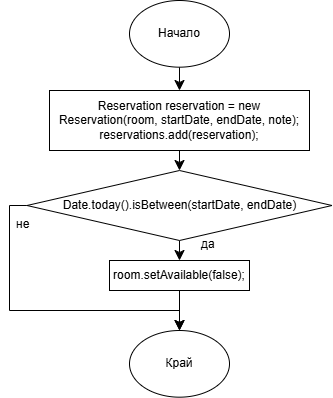 Начало
Reservation reservation = new
Reservation(room, startDate, endDate, note);
reservations.add(reservation);
Date.today().isBetween(startDate, endDate)
не
да
room.setAvailable(false);
Край